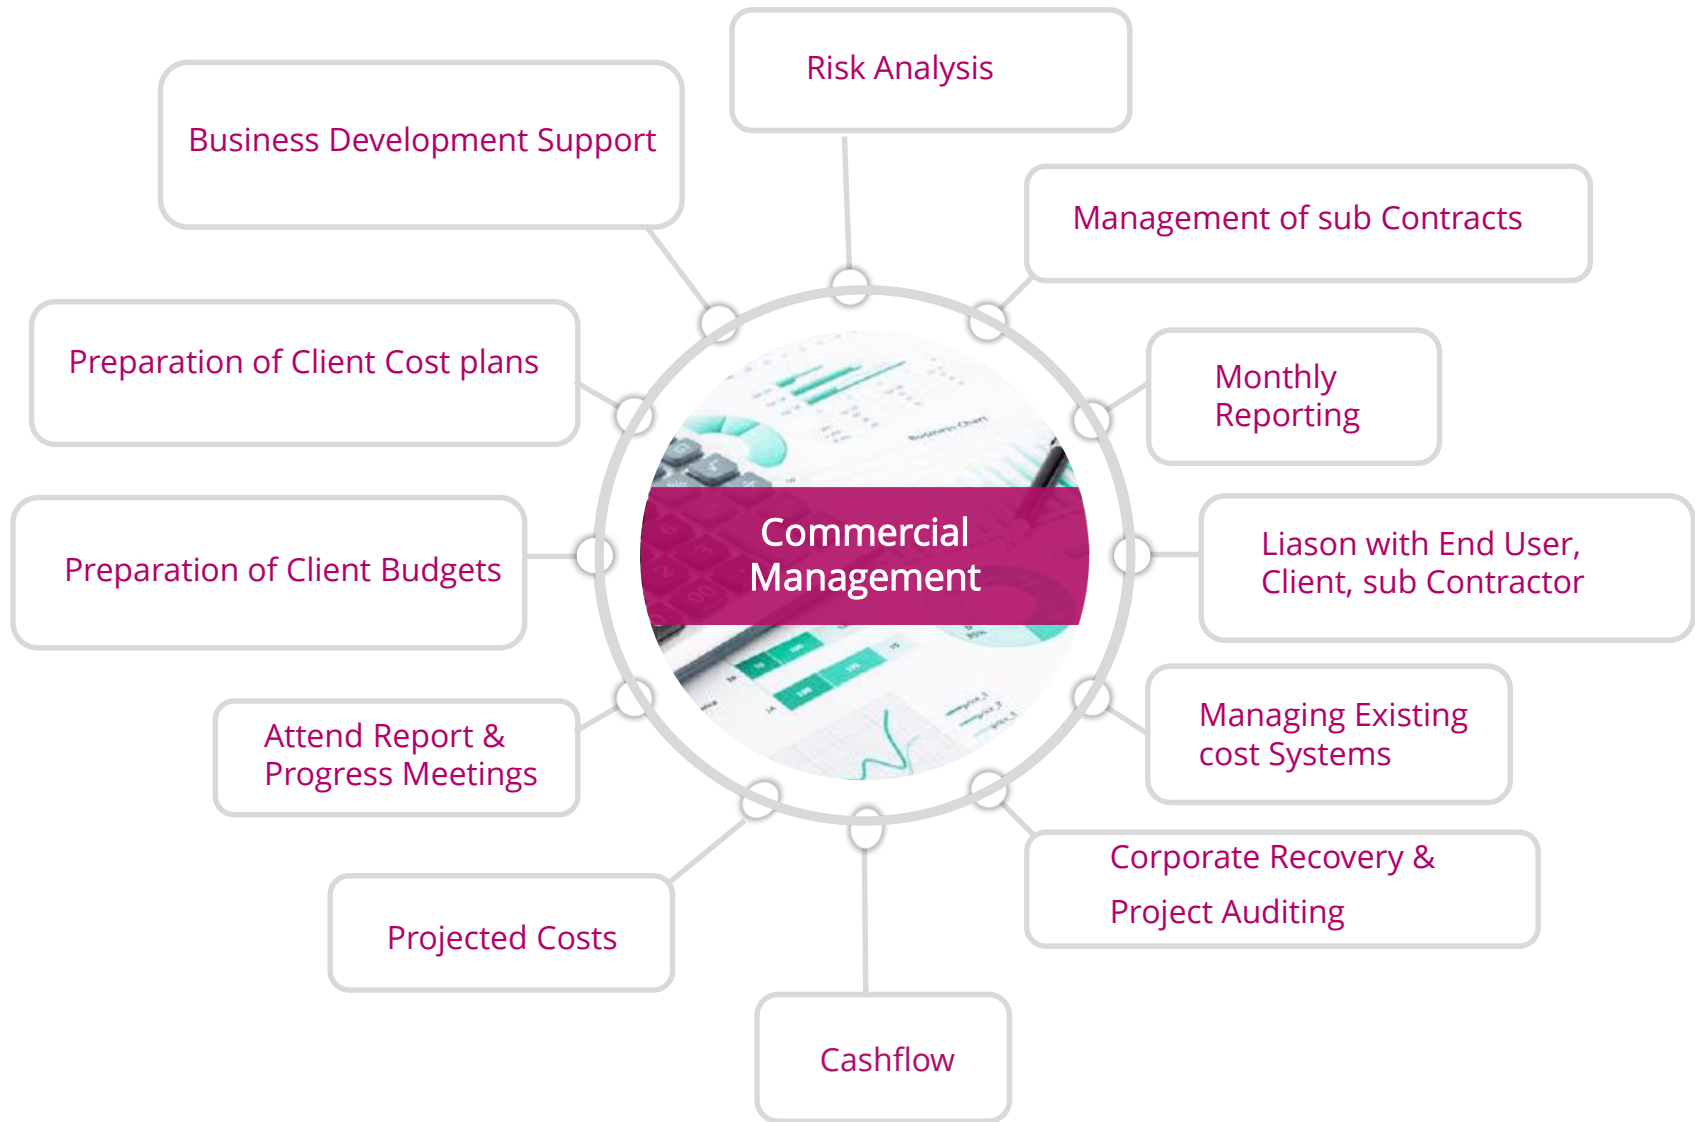 Risk Analysis
Business Development Support
Management of sub Contracts
Preparation of Client Cost plans
Monthly
Reporting
Business Chart
Commercial
Management
Preparation of Client Budgets
Liason with End User,
Client, sub Contractor
Attend Report &
Progress Meetings
Managing Existing
cost Systems
Projected Costs
Corporate Recovery &
Project Auditing
Cashflow